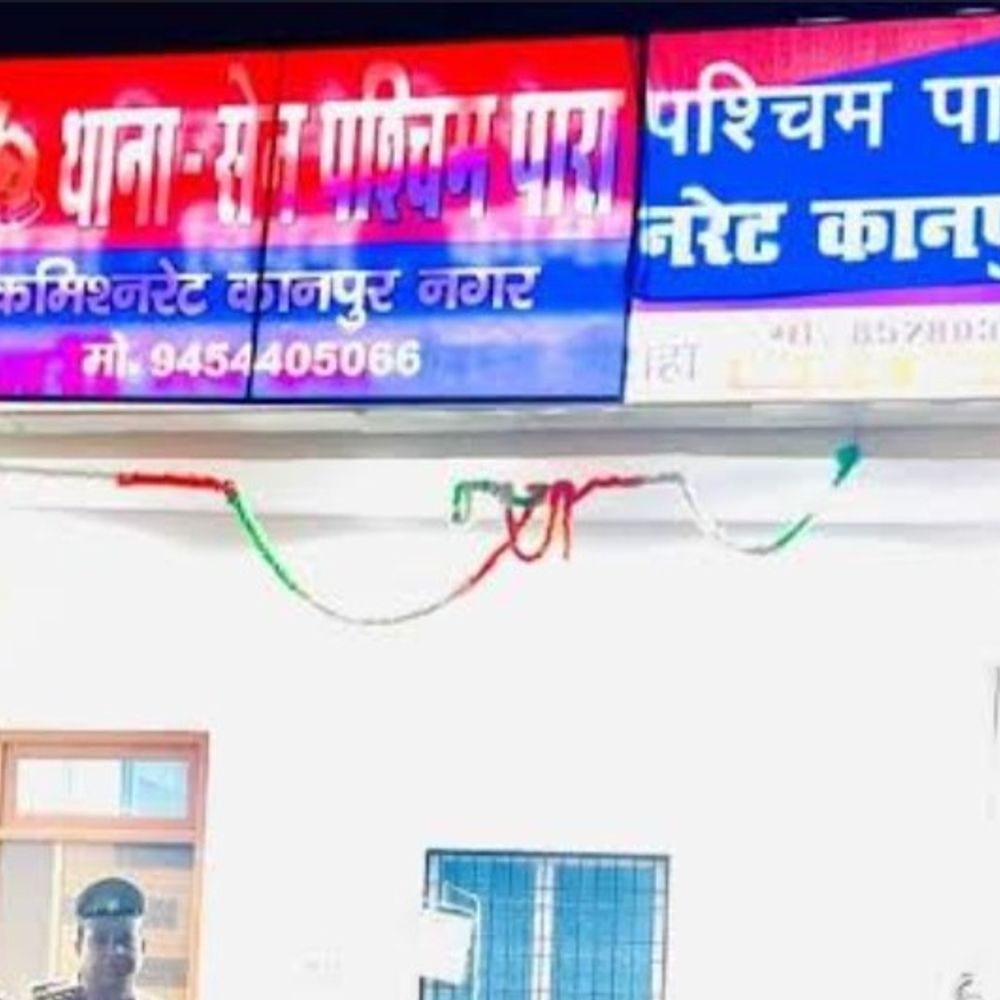 थाना-सेन पश्चिम पारा
कमिश्नरेट कानपुर नगर
मो. 9454405066
पश्चिम पा
नरेट कानपु